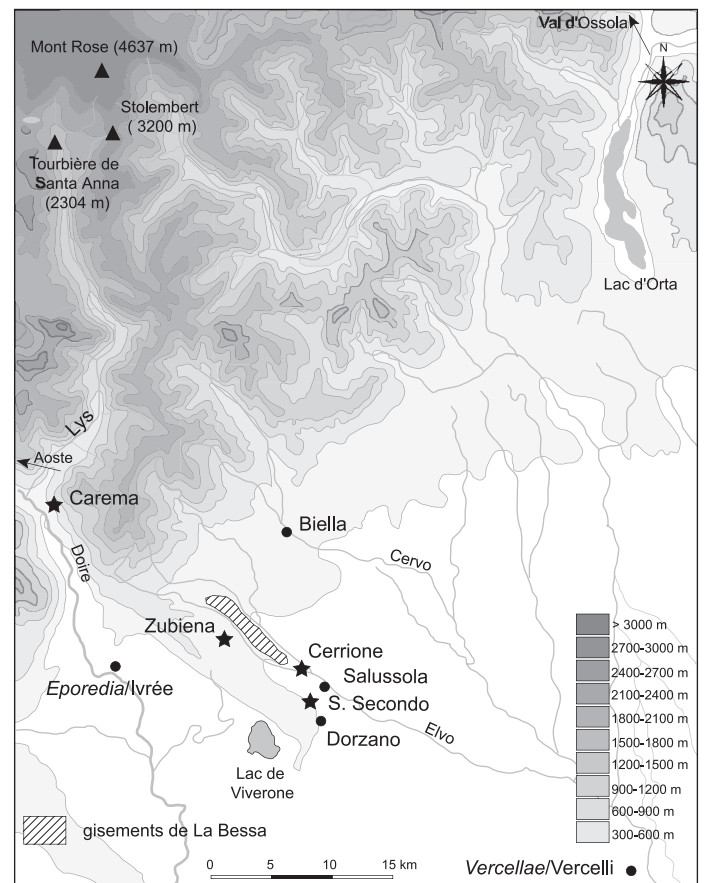 Val d'Ossola
N
Mont Rose (4637 m)
Stolembert
( 3200 m)
Tourbière de
Santa Anna
(2304 m)
Lac d'Orta
Lys
Aoste
Carema
Doire
Biella
Cervo
Zubiena
Cerrione
Salussola
Eporedia/Ivrée
S. Secondo
Dorzano
Elvo
Lac de
Viverone
> 3000 m
2700-3000 m
2400-2700 m
2100-2400 m
1800-2100 m
1500-1800 m
1200-1500 m
900-1200 m
600-900 m
300-600 m
gisements de La Bessa
0 5 10 15 km
Vercellae/Vercelli